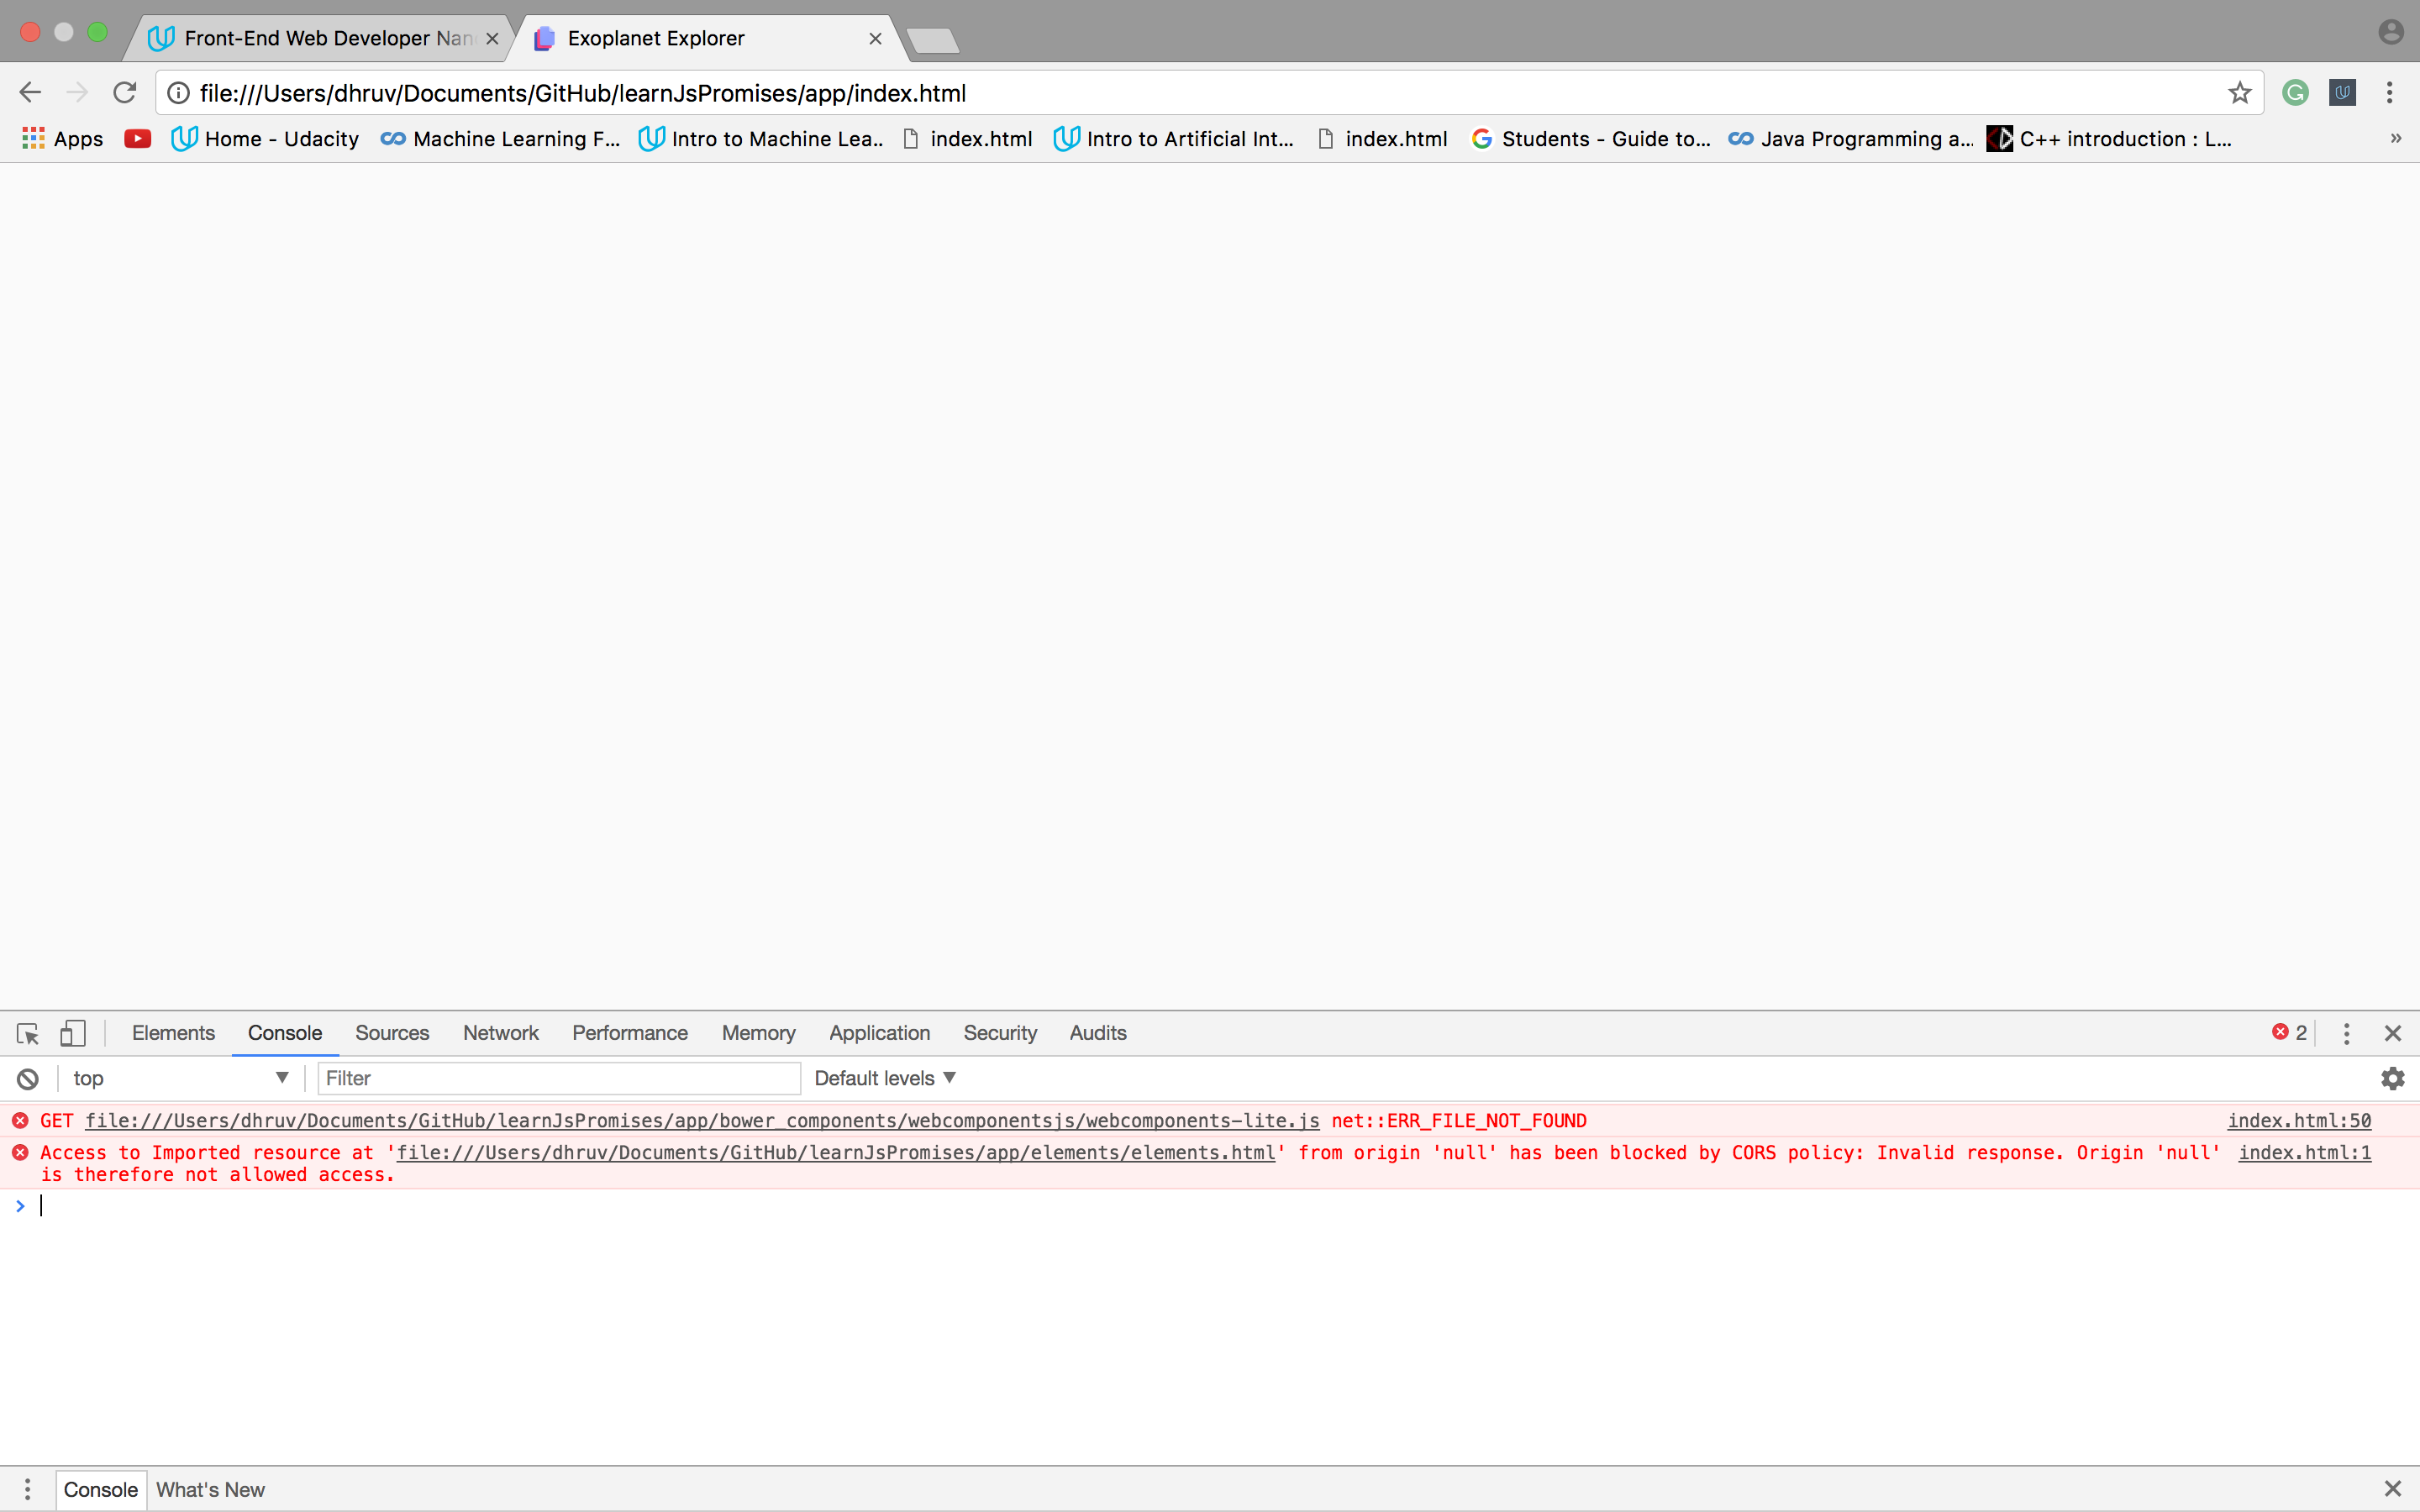 Front-End Web Developer Nan
Exoplanet Explorer
file:///Users/dhruv/Documents/GitHub/learnJsPromises/app/index.html
Apps Home - Udacity Machine Learning F... Intro to Machine Lea.. index.html Intro to Artificial Int... index.html Students - Guide to... Java Programming a... C++ introduction : L... »
Elements Console Sources Network Performance Memory Application Security Audits 2
top Filter Default levels
GET file:///Users/dhruv/Documents/GitHub/learnJsPromises/app/bower_components/webcomponentsjs/webcomponents-lite.js net::ERR_FILE_NOT_FOUND index.html:50
Access to Imported resource at 'file:///Users/dhruv/Documents/GitHub/learnJsPromises/app/elements/elements.html' from origin 'null' has been blocked by CORS policy: Invalid response. Origin 'null' index.html:1
is therefore not allowed access.
Console What's New